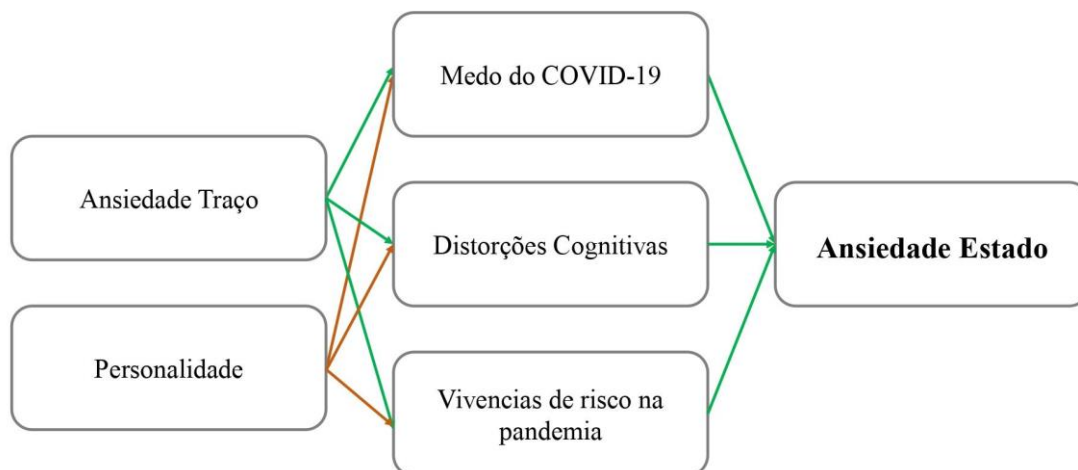 Medo do COVID-19
Ansiedade Traço
Distorções Cognitivas
Ansiedade Estado
Personalidade
Vivencias de risco na
pandemia